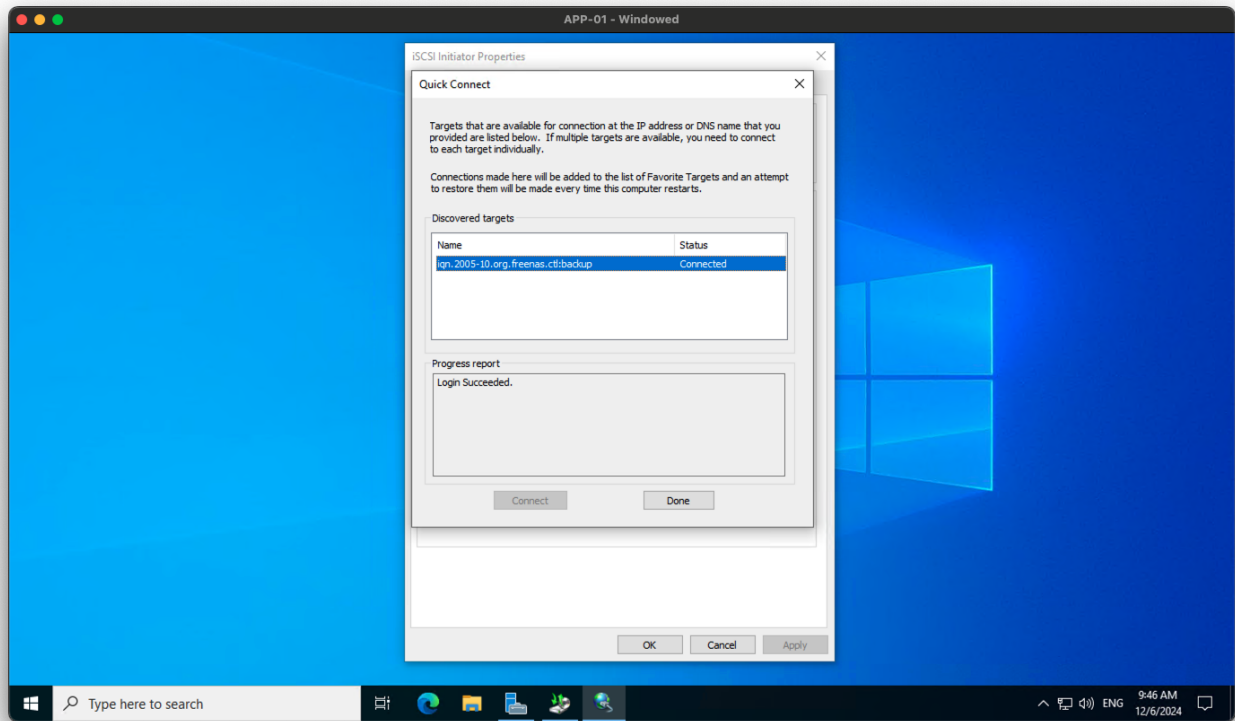 APP-01 - Windowed
iSCSI Initiator Properties
Quick Connect
Targets that are available for connection at the IP address or DNS name that you
provided are listed below. If multiple targets are available, you need to connect
to each target individually.
Connections made here will be added to the list of Favorite Targets and an attempt
to restore them will be made every time this computer restarts.
Discovered targets
Name Status
iqn.2005-10.org.freenas.ctl:backup Connected
Progress report
Login Succeeded.
Connect Done
OK Cancel Apply
Type here to search
ENG
9:46 AM
12/6/2024